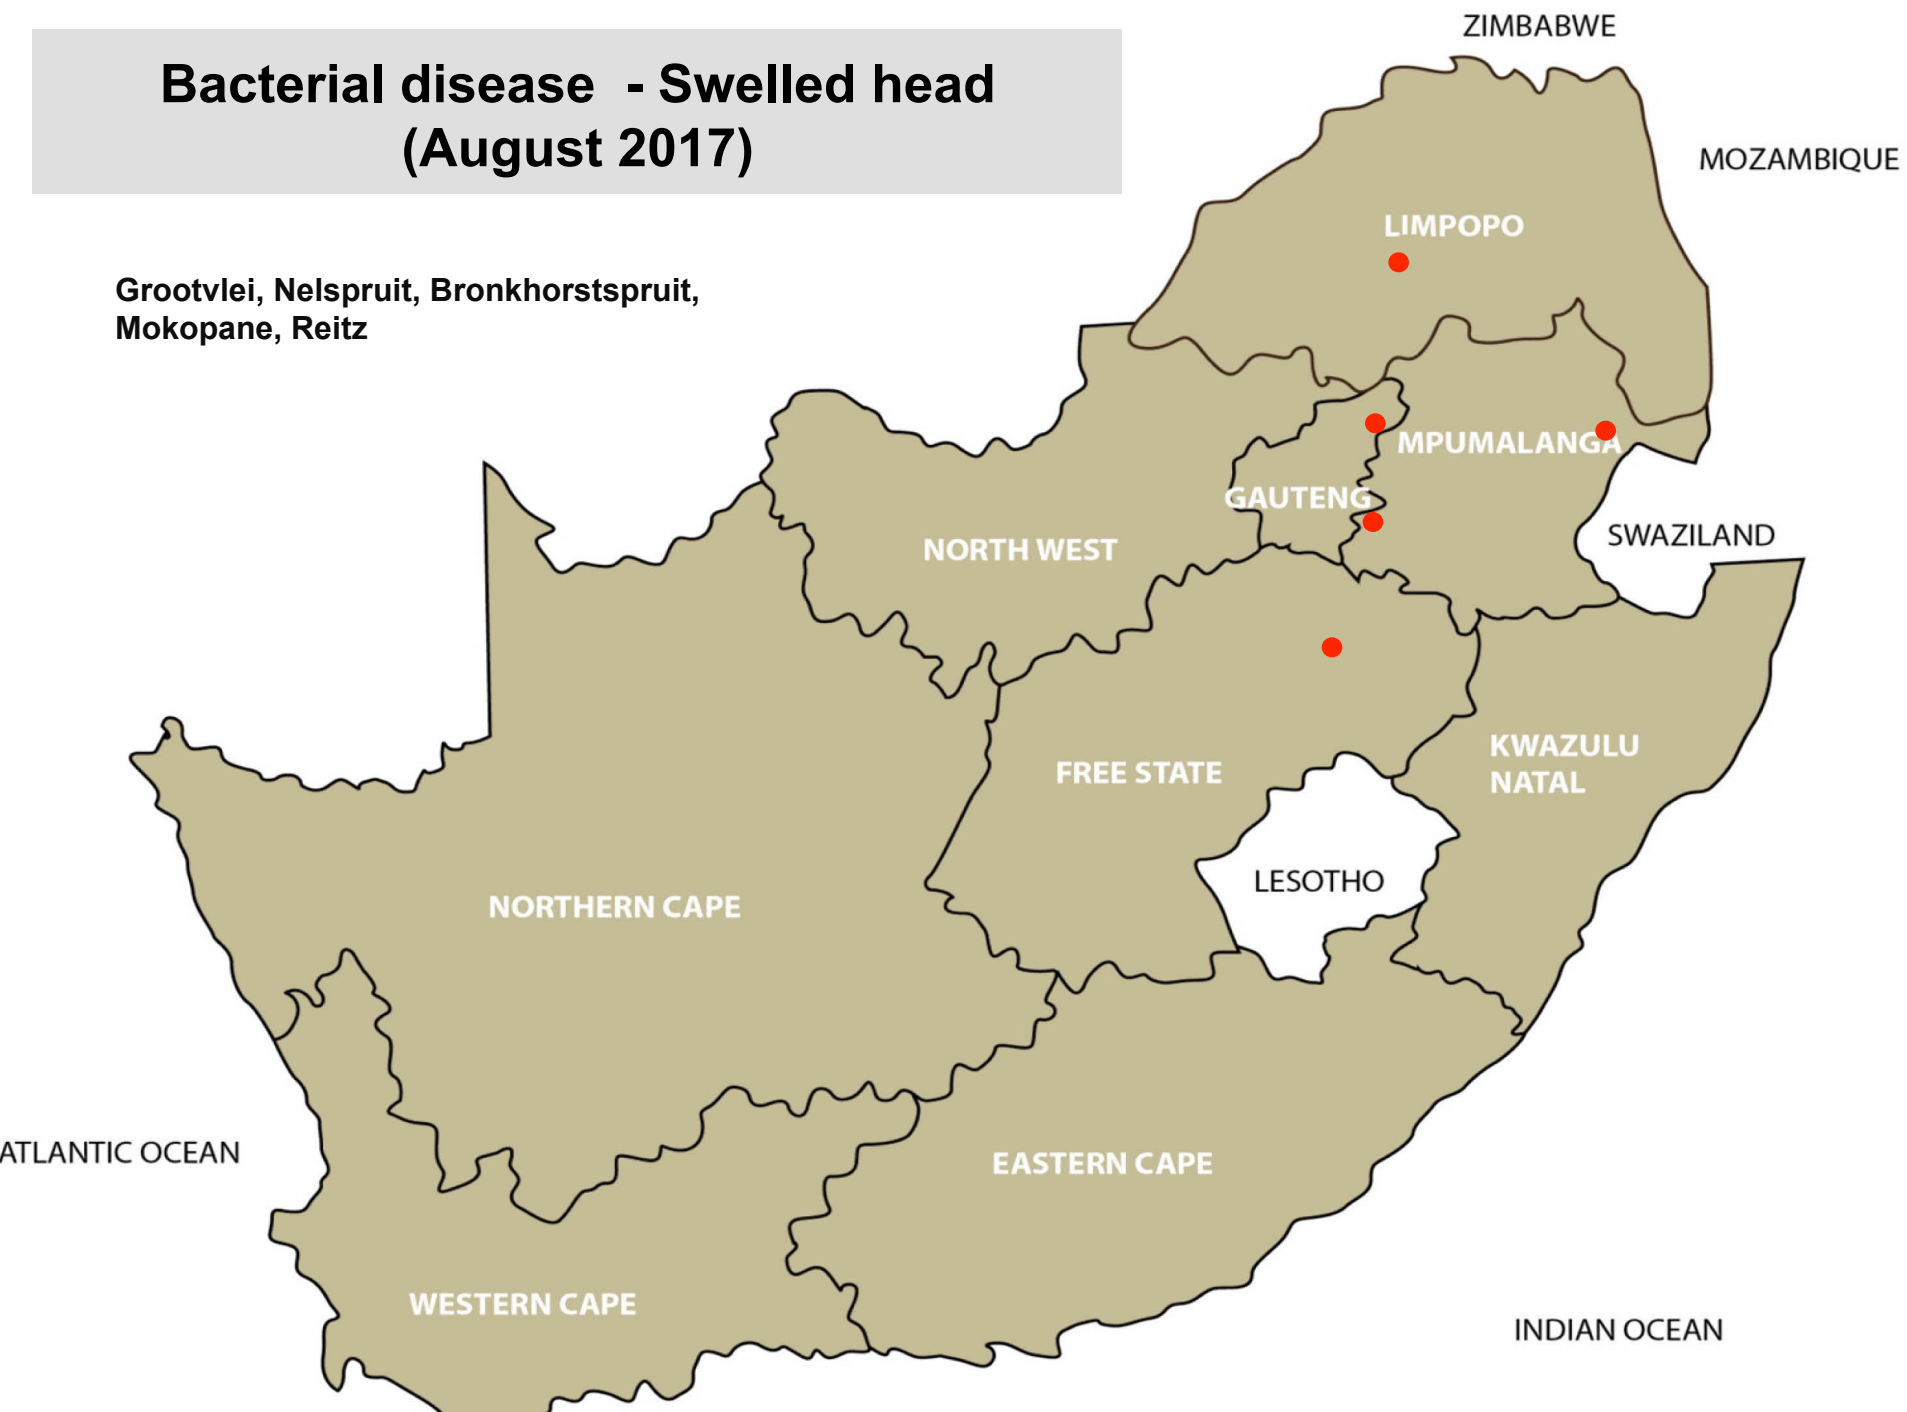 ZIMBABWE
Bacterial disease - Swelled head
(August 2017)
MOZAMBIQUE
LIMPOPO
Grootvlei, Nelspruit, Bronkhorstspruit,
Mokopane, Reitz
MPUMALANGA
GAUTENG
SWAZILAND
NORTH WEST
KWAZULU
NATAL
FREE STATE
LESOTHO
NORTHERN CAPE
ATLANTIC OCEAN
EASTERN CAPE
WESTERN CAPE
INDIAN OCEAN